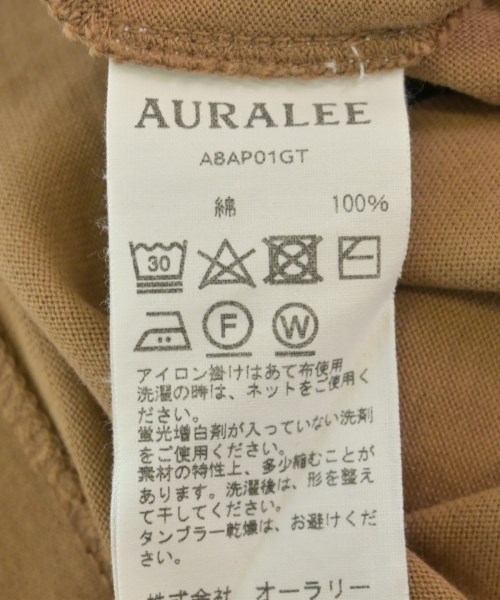 AURALEE
A8AP01GT
綿 100%
30
F W
アイロン掛けはあて布使用
洗濯の時は、ネットをご使用く
ださい。
蛍光増白剤が入っていない洗剤
をご使用ください。
素材の特性上、多少縮むことが
あります。洗濯後は、形を整え
て干してください。
タンブラー乾燥は、お避けくだ
さい。
株式会社 オーラリー